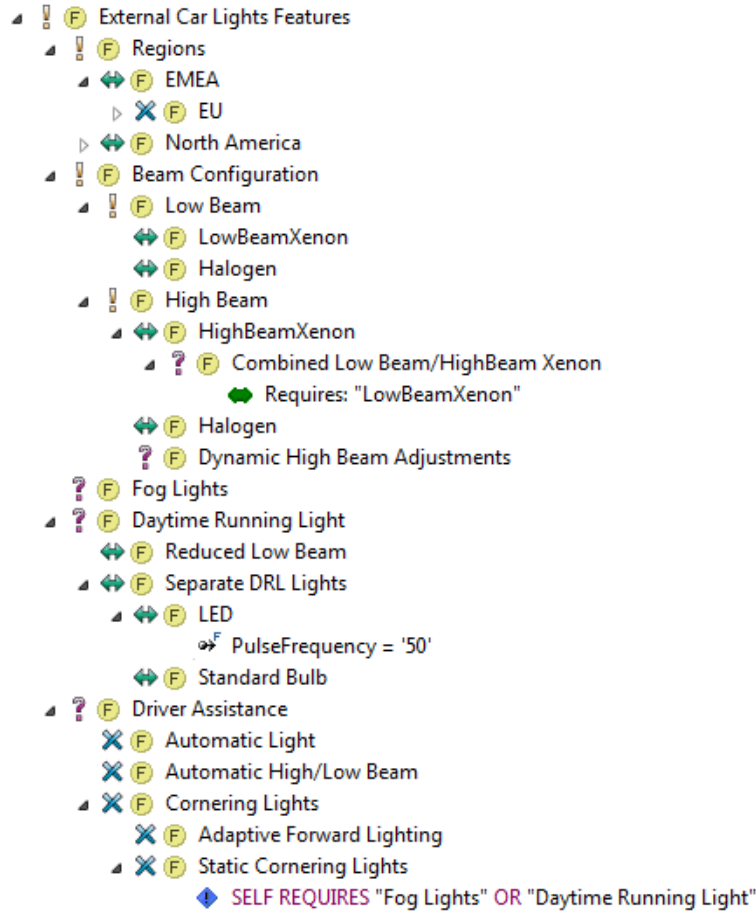 ! F External Car Lights Features
! F Regions
F EMEA
F EU
F North America
! F Beam Configuration
! F Low Beam
F LowBeamXenon
F Halogen
! F High Beam
F HighBeamXenon
? F Combined Low Beam/HighBeam Xenon
Requires: "LowBeamXenon"
F Halogen
? F Dynamic High Beam Adjustments
? F Fog Lights
? F Daytime Running Light
F Reduced Low Beam
F Separate DRL Lights
F LED
F PulseFrequency = '50'
F Standard Bulb
? F Driver Assistance
F Automatic Light
F Automatic High/Low Beam
F Cornering Lights
F Adaptive Forward Lighting
F Static Cornering Lights
! SELF REQUIRES "Fog Lights" OR "Daytime Running Light"